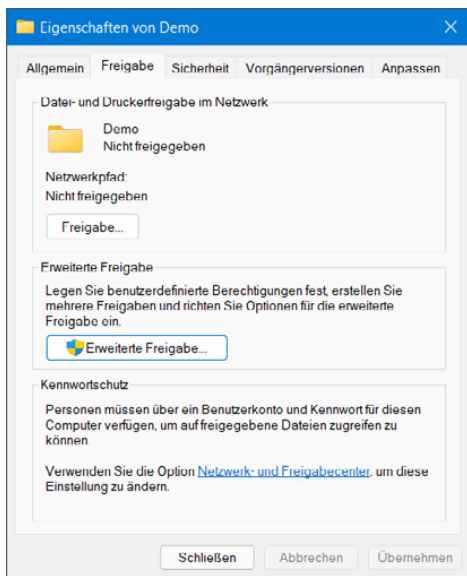 Eigenschaften von Demo
Allgemein Freigabe Sicherheit Vorgängerversionen Anpassen
Datei- und Druckerfreigabe im Netzwerk
Demo
Nicht freigegeben
Netzwerkpfad:
Nicht freigegeben
Freigabe...
Erweiterte Freigabe
Legen Sie benutzerdefinierte Berechtigungen fest, erstellen Sie
mehrere Freigaben und richten Sie Optionen für die erweiterte
Freigabe ein.
Erweiterte Freigabe...
Kennwortschutz
Personen müssen über ein Benutzerkonto und Kennwort für diesen
Computer verfügen, um auf freigegebene Dateien zugreifen zu
können.
Verwenden Sie die Option Netzwerk- und Freigabecenter, um diese
Einstellung zu ändern.
Schließen Abbrechen Übernehmen